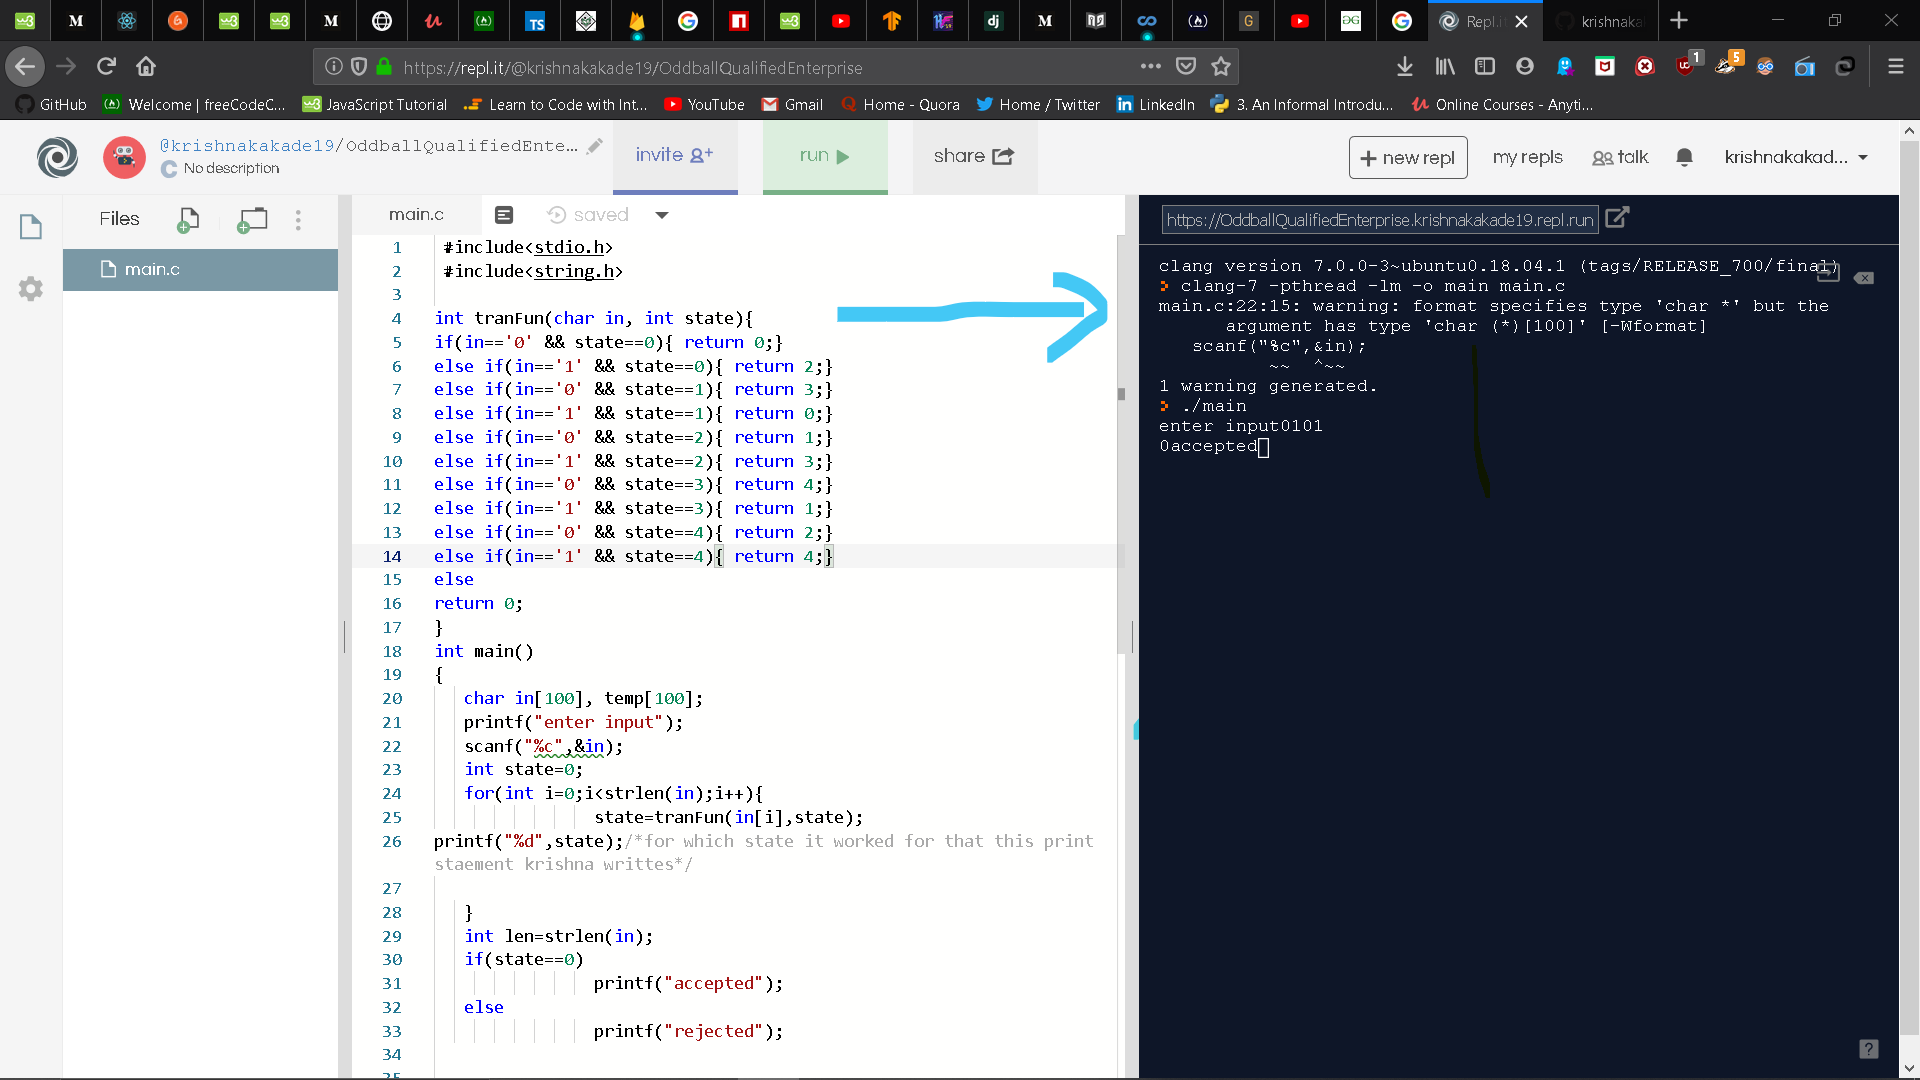 Repl.i
krishnaka
https://repl.it/@krishnakakade19/OddballQualifiedEnterprise
1
5
GitHub
Welcome | freeCodeC...
JavaScript Tutorial
Learn to Code with Int...
YouTube
Gmail
Home - Quora
Home / Twitter
LinkedIn
3. An Informal Introdu...
Online Courses - Anyti...
@krishnakakade19/OddballQualifiedEnte...
No description
invite
run
share
+ new repl
my repls
talk
krishnakakad...
Files
main.c
main.c
saved
1 #include<stdio.h>
2 #include<string.h>
3
4 int tranFun(char in, int state){
5 if(in=='0' && state==0){ return 0;}
6 else if(in=='1' && state==0){ return 2;}
7 else if(in=='0' && state==1){ return 3;}
8 else if(in=='1' && state==1){ return 0;}
9 else if(in=='0' && state==2){ return 1;}
10 else if(in=='1' && state==2){ return 3;}
11 else if(in=='0' && state==3){ return 4;}
12 else if(in=='1' && state==3){ return 1;}
13 else if(in=='0' && state==4){ return 2;}
14 else if(in=='1' && state==4){ return 4;}
15 else
16 return 0;
17 }
18 int main()
19 {
20 char in[100], temp[100];
21 printf("enter input");
22 scanf("%c",&in);
23 int state=0;
24 for(int i=0;i<strlen(in);i++){
25 state=tranFun(in[i],state);
26 printf("%d",state);/*for which state it worked for that this print
staement krishna writtes*/
27
28 }
29 int len=strlen(in);
30 if(state==0)
31 printf("accepted");
32 else
33 printf("rejected");
34
https://OddballQualifiedEnterprise.krishnakakade19.repl.run
clang version 7.0.0-3~ubuntu0.18.04.1 (tags/RELEASE_700/final)
clang-7 -pthread -lm -o main main.c
main.c:22:15: warning: format specifies type 'char *' but the
argument has type 'char (*)[100]' [-Wformat]
scanf("%c",&in);
~~ ^~~
1 warning generated.
./main
enter input0101
0accepted
?